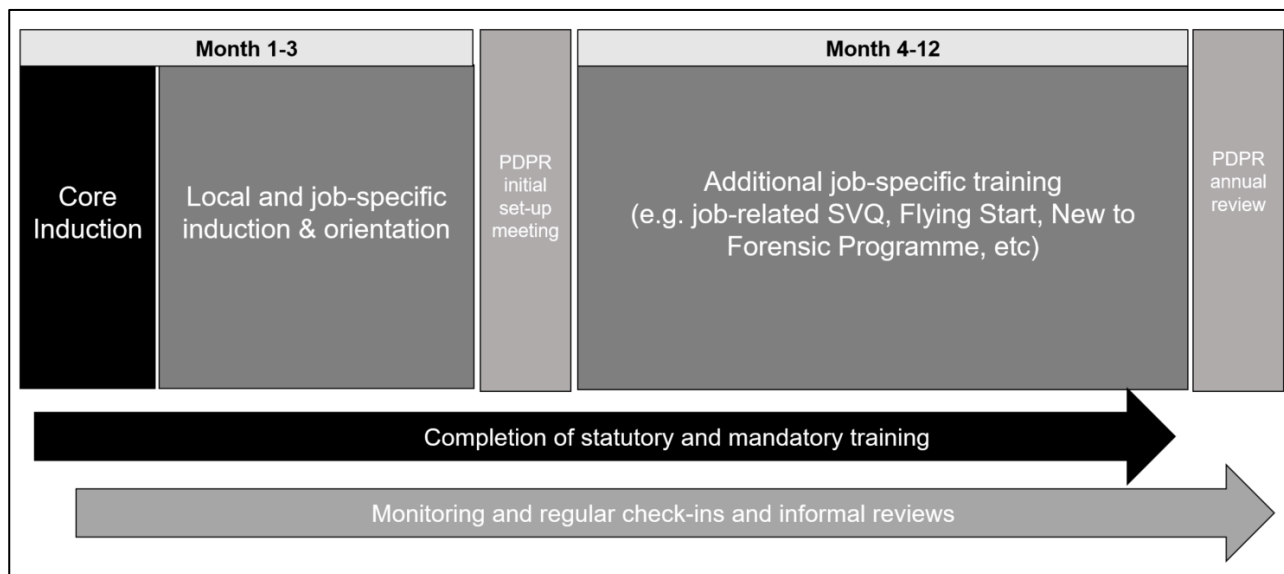 Month 1-3
Month 4-12
Core
Induction
Local and job-specific
induction & orientation
PDPR
initial
set-up
meeting
Additional job-specific training
(e.g. job-related SVQ, Flying Start, New to
Forensic Programme, etc)
PDPR
annual
review
Completion of statutory and mandatory training
Monitoring and regular check-ins and informal reviews